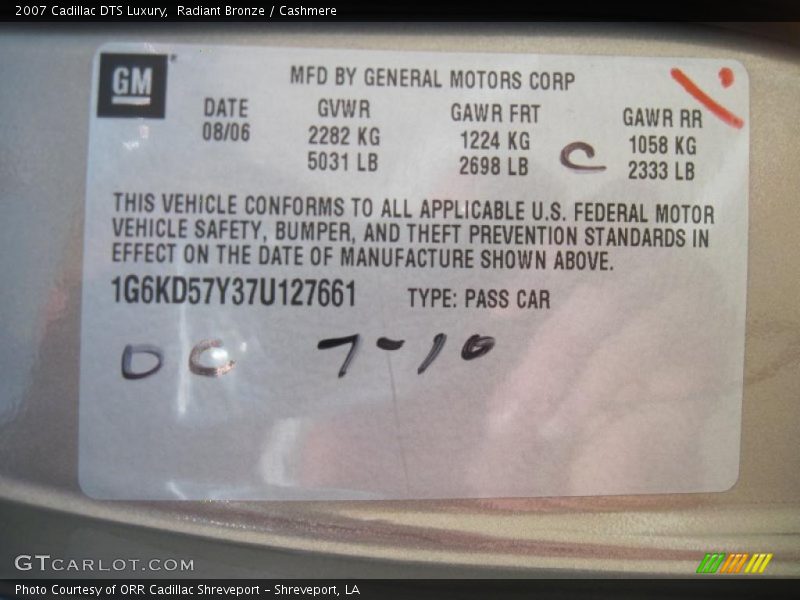 2007 Cadillac DTS Luxury, Radiant Bronze / Cashmere
GM
MFD BY GENERAL MOTORS CORP
DATE GVWR GAWR FRT GAWR RR
08/06 2282 KG 1224 KG C 1058 KG
5031 LB 2698 LB 2333 LB
THIS VEHICLE CONFORMS TO ALL APPLICABLE U.S. FEDERAL MOTOR
VEHICLE SAFETY, BUMPER, AND THEFT PREVENTION STANDARDS IN
EFFECT ON THE DATE OF MANUFACTURE SHOWN ABOVE.
1G6KD57Y37U127661 TYPE: PASS CAR
DC 7-10
GTCARLOT.COM
Photo Courtesy of ORR Cadillac Shreveport - Shreveport, LA